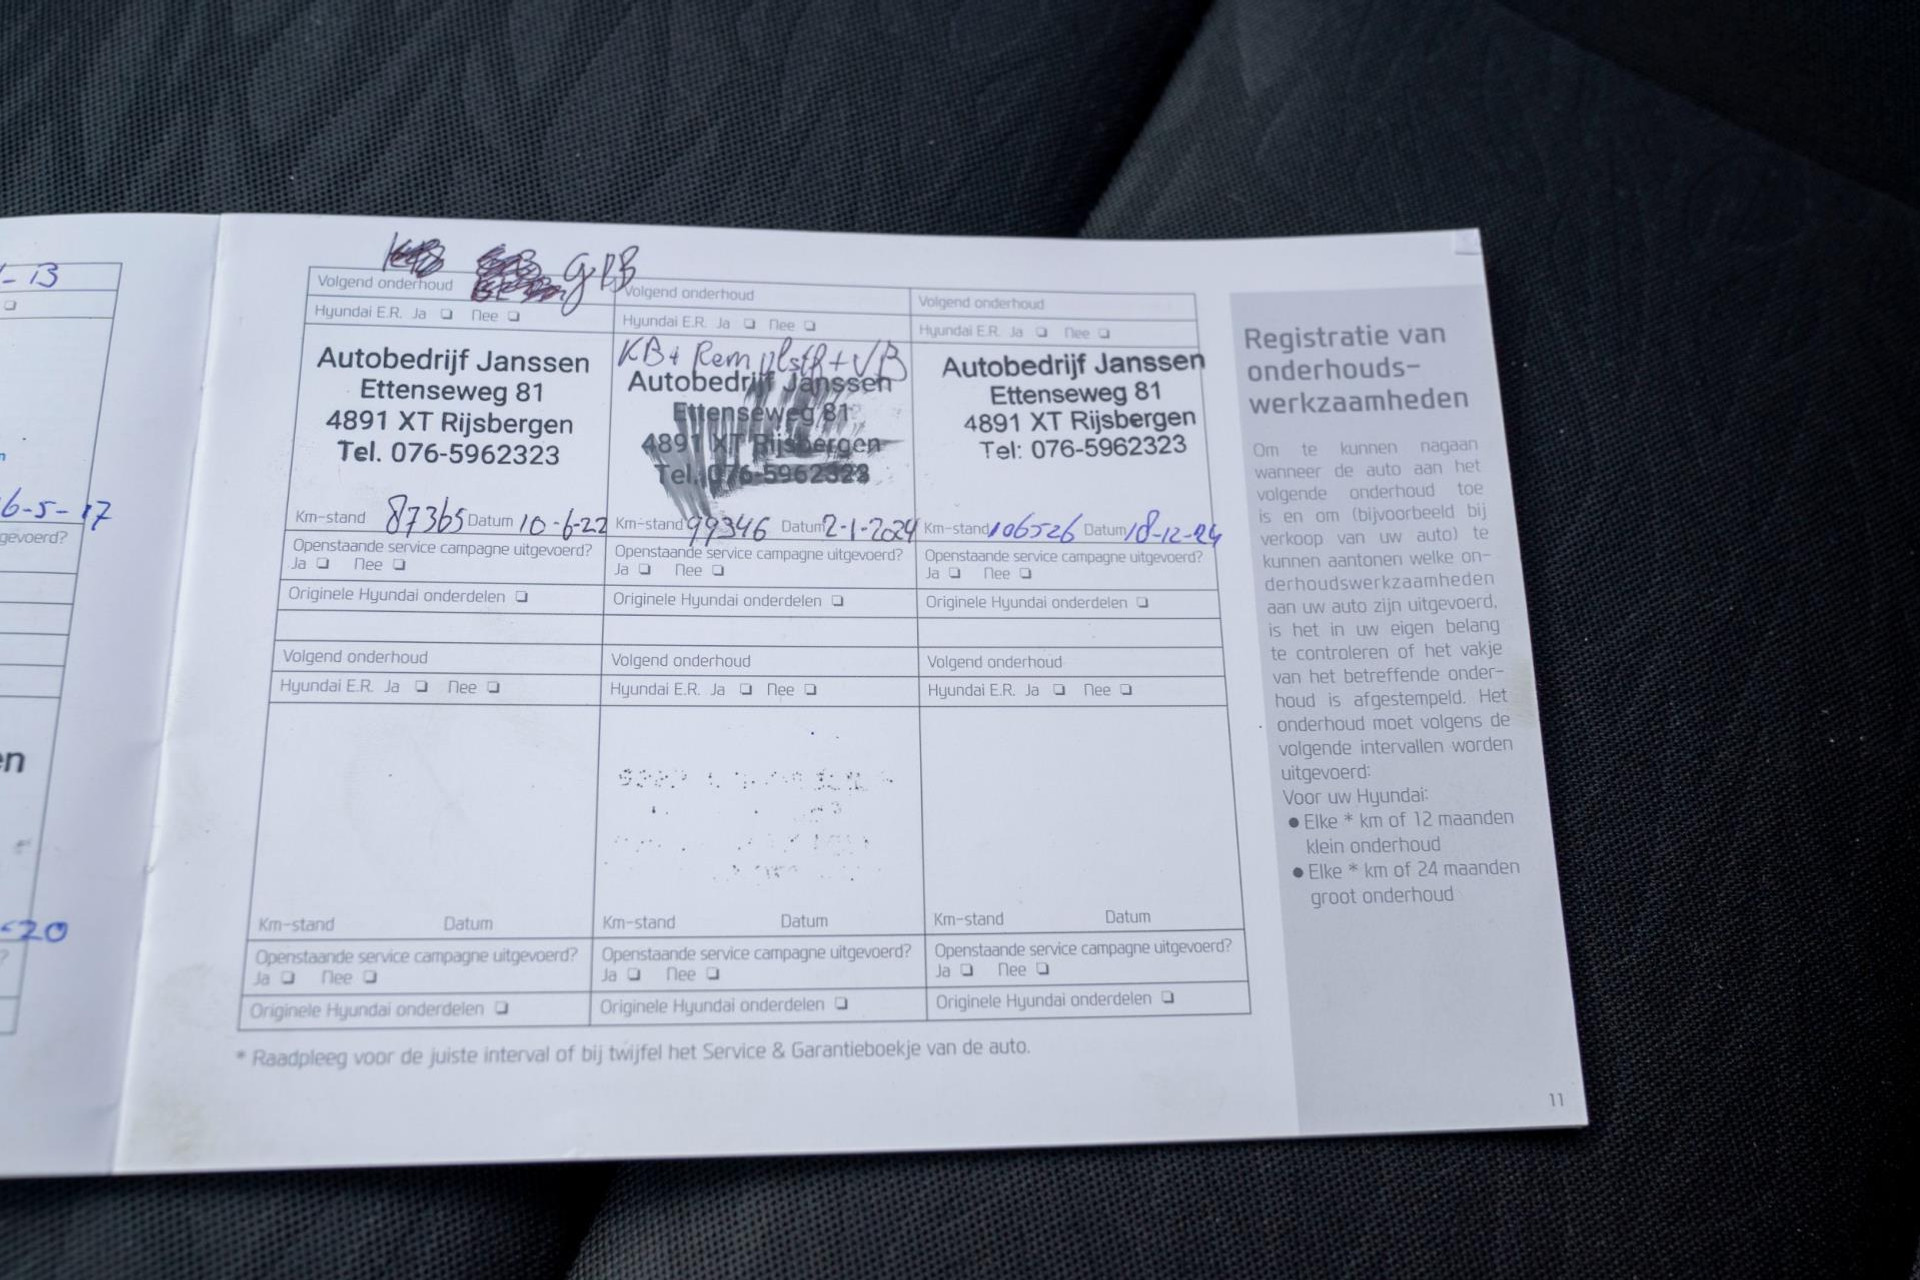 - 13
6-5-17
gevoerd?
en
-20
?
GPB
Volgend onderhoud
Hyundai E.R. Ja ❏ Nee ❏
Autobedrijf Janssen
Ettenseweg 81
4891 XT Rijsbergen
Tel. 076-5962323
Km-stand 87365 Datum 10-6-22
Openstaande service campagne uitgevoerd?
Ja ❏ Nee ❏
Originele Hyundai onderdelen ❏
Volgend onderhoud
Hyundai E.R. Ja ❏ Nee ❏
KB + Rem plstR + VB
Autobedrijf Janssen
Ettenseweg 81
4891 XT Rijsbergen
Tel. 076-5962323
Km-stand 99346 Datum 2-1-2024
Openstaande service campagne uitgevoerd?
Ja ❏ Nee ❏
Originele Hyundai onderdelen ❏
Volgend onderhoud
Hyundai E.R. Ja ❏ Nee ❏
Autobedrijf Janssen
Ettenseweg 81
4891 XT Rijsbergen
Tel: 076-5962323
Km-stand 106526 Datum 18-12-24
Openstaande service campagne uitgevoerd?
Ja ❏ Nee ❏
Originele Hyundai onderdelen ❏
Volgend onderhoud
Hyundai E.R. Ja ❏ Nee ❏
Km-stand Datum
Openstaande service campagne uitgevoerd?
Ja ❏ Nee ❏
Originele Hyundai onderdelen ❏
Volgend onderhoud
Hyundai E.R. Ja ❏ Nee ❏
Km-stand Datum
Openstaande service campagne uitgevoerd?
Ja ❏ Nee ❏
Originele Hyundai onderdelen ❏
Volgend onderhoud
Hyundai E.R. Ja ❏ Nee ❏
Km-stand Datum
Openstaande service campagne uitgevoerd?
Ja ❏ Nee ❏
Originele Hyundai onderdelen ❏
* Raadpleeg voor de juiste interval of bij twijfel het Service & Garantieboekje van de auto.
Registratie van
onderhouds-
werkzaamheden
Om te kunnen nagaan
wanneer de auto aan het
volgende onderhoud toe
is en om (bijvoorbeeld bij
verkoop van uw auto) te
kunnen aantonen welke on-
derhoudswerkzaamheden
aan uw auto zijn uitgevoerd,
is het in uw eigen belang
te controleren of het vakje
van het betreffende onder-
houd is afgestempeld. Het
onderhoud moet volgens de
volgende intervallen worden
uitgevoerd:
Voor uw Hyundai:
● Elke * km of 12 maanden
klein onderhoud
● Elke * km of 24 maanden
groot onderhoud
11